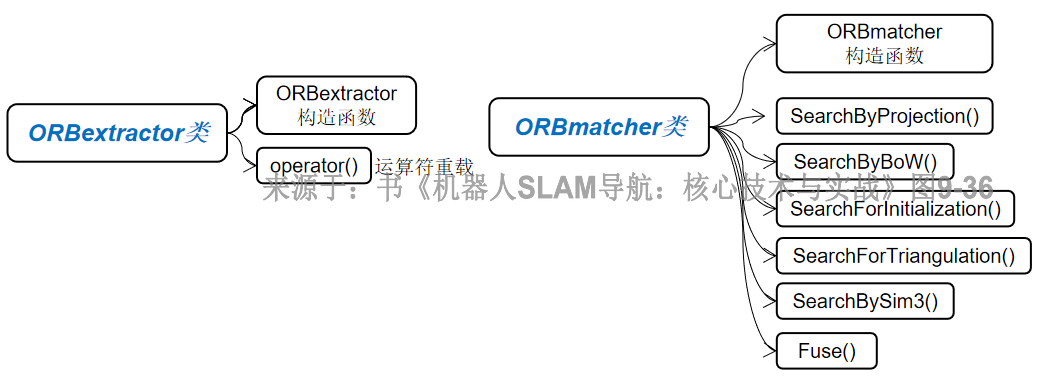 ORBextractor类
ORBextractor
构造函数
operator() 运算符重载
ORBmatcher类
ORBmatcher
构造函数
SearchByProjection()
SearchByBoW()
SearchForInitialization()
SearchForTriangulation()
SearchBySim3()
Fuse()
来源于：书《机器人SLAM导航：核心技术与实战》图9-36